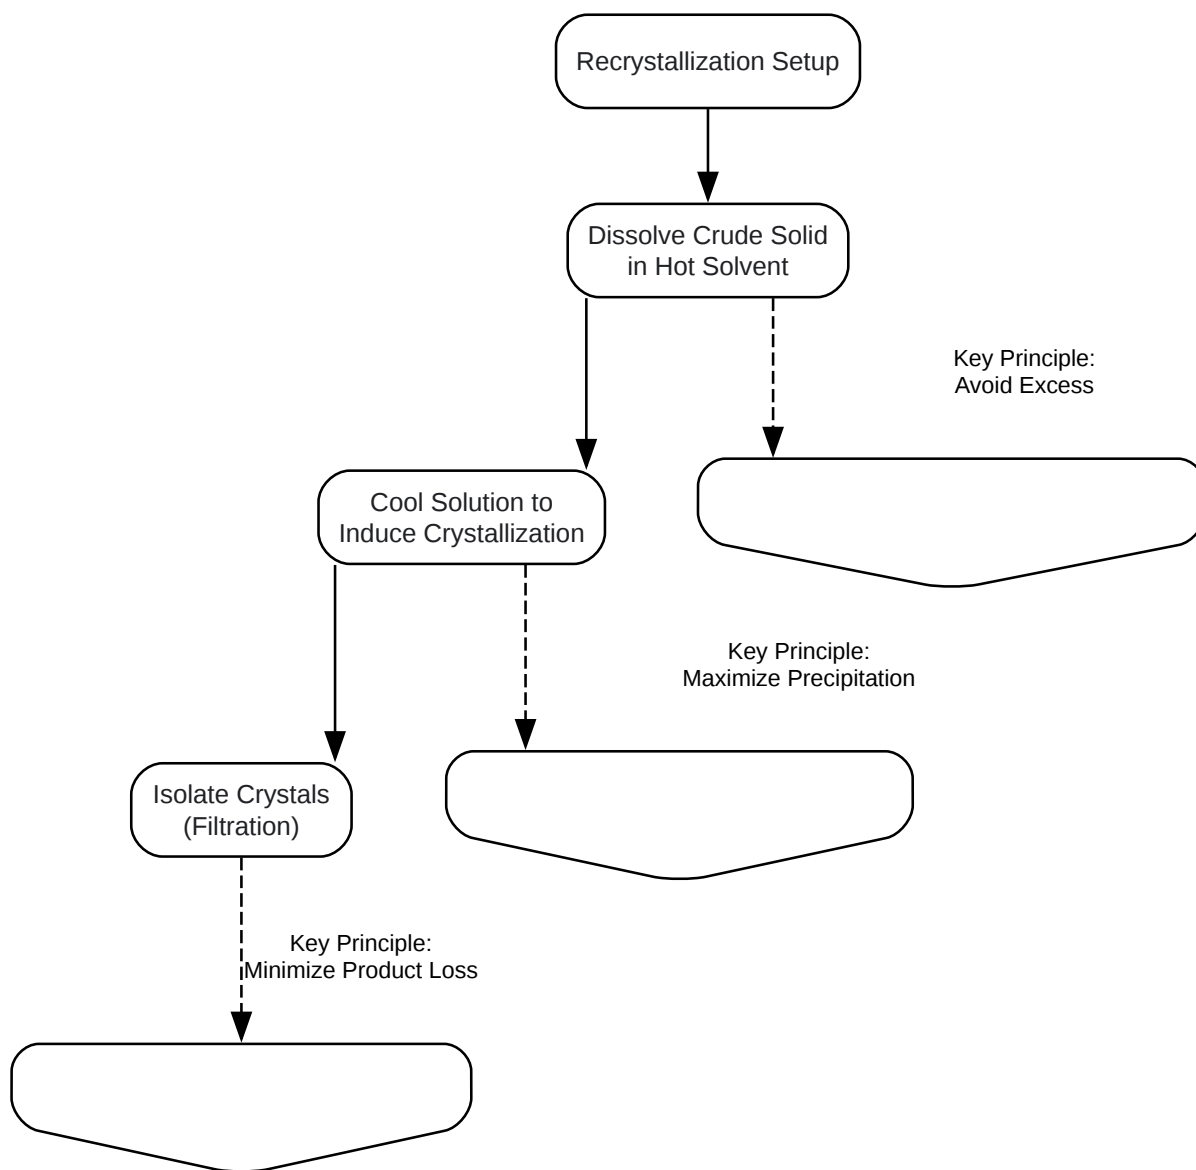 Recrystallization Setup
Dissolve Crude Solid
in Hot Solvent
Key Principle:
Avoid Excess
Cool Solution to
Induce Crystallization
Key Principle:
Maximize Precipitation
Isolate Crystals
(Filtration)
Key Principle:
Minimize Product Loss